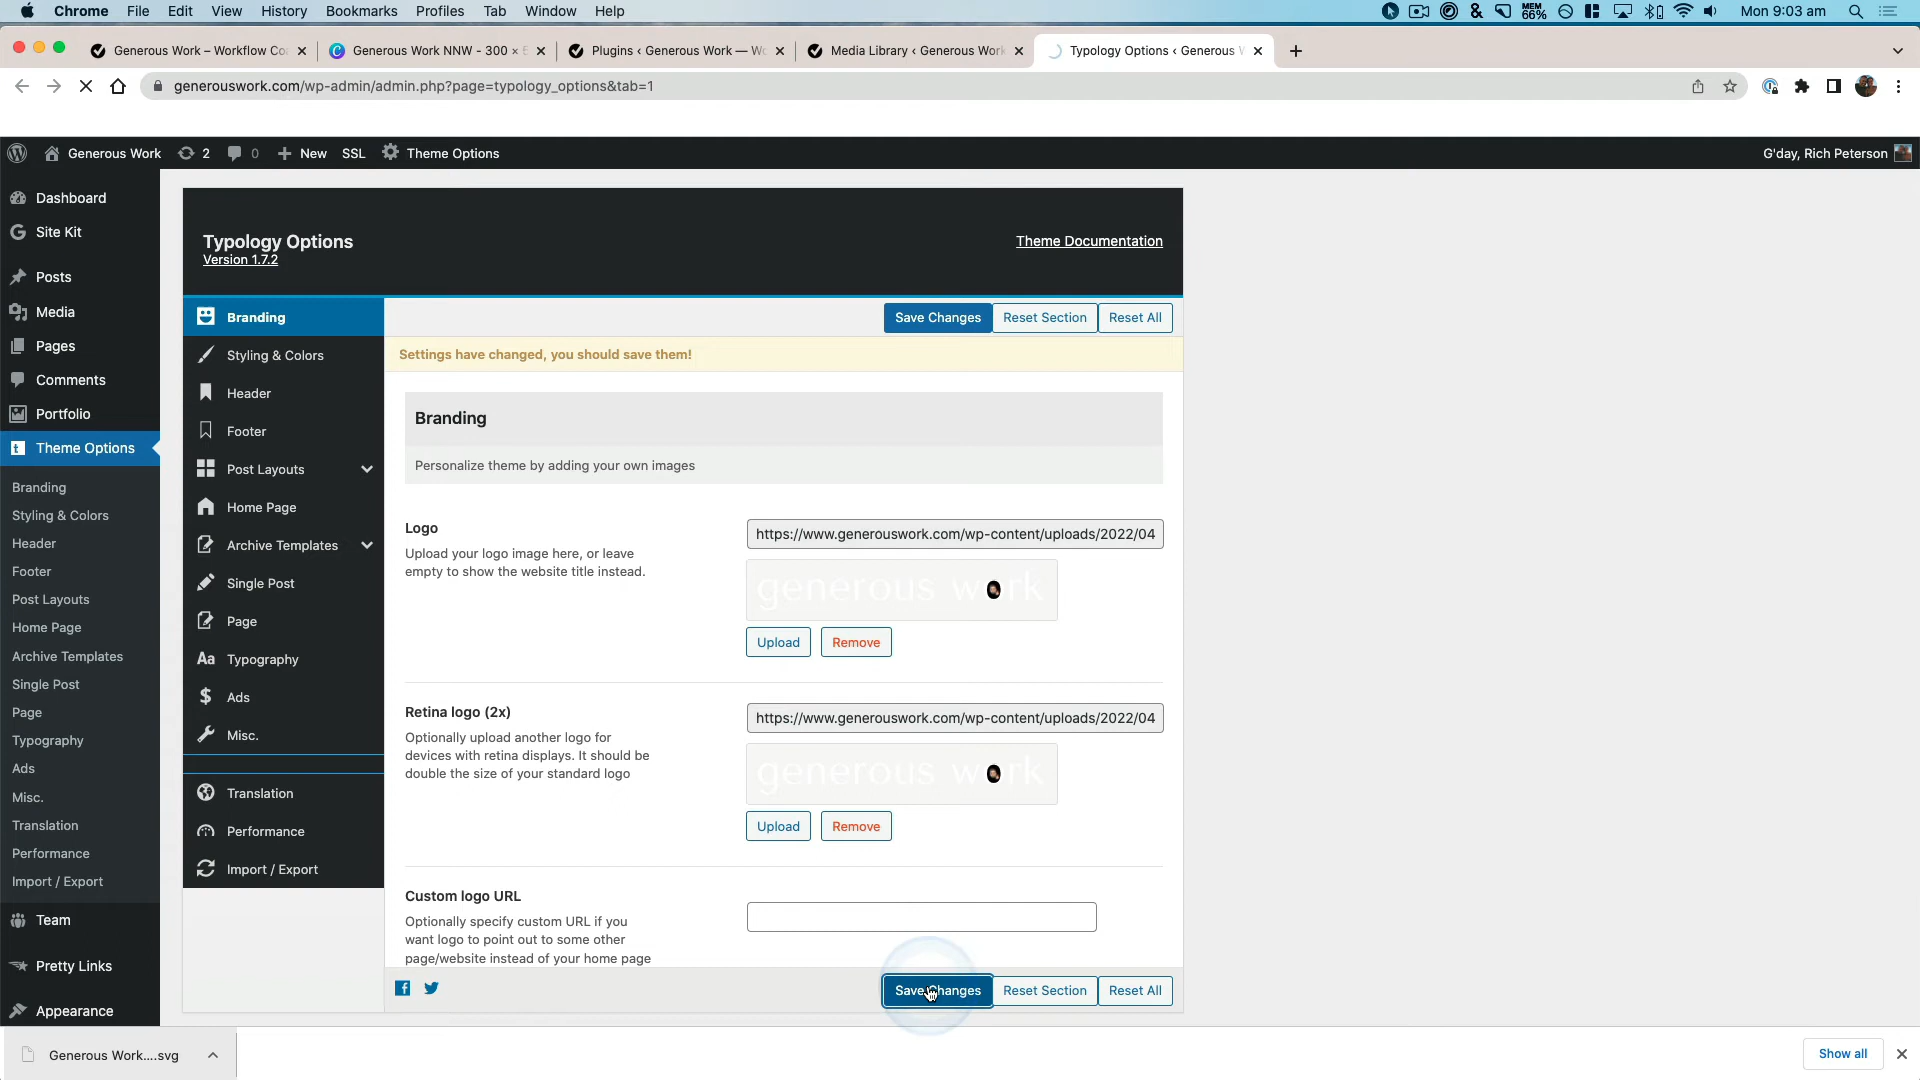 Chrome File Edit View History Bookmarks Profiles Tab Window Help
MEM 66% Mon 9:03 am
Generous Work – Workflow Co
Generous Work NNW - 300 ×
Plugins ‹ Generous Work — Wo
Media Library ‹ Generous Work
Typology Options ‹ Generous W
generouswork.com/wp-admin/admin.php?page=typology_options&tab=1
Generous Work 2 0 New SSL Theme Options
G'day, Rich Peterson
Dashboard
Site Kit
Posts
Media
Pages
Comments
Portfolio
Theme Options
Branding
Styling & Colors
Header
Footer
Post Layouts
Home Page
Archive Templates
Single Post
Page
Typography
Ads
Misc.
Translation
Performance
Import / Export
Team
Pretty Links
Appearance
Typology Options
Version 1.7.2
Theme Documentation
Branding
Styling & Colors
Header
Footer
Post Layouts
Home Page
Archive Templates
Single Post
Page
Aa Typography
Ads
Misc.
Translation
Performance
Import / Export
Save Changes Reset Section Reset All
Settings have changed, you should save them!
Branding
Personalize theme by adding your own images
Logo
Upload your logo image here, or leave
empty to show the website title instead.
https://www.generouswork.com/wp-content/uploads/2022/04
generous work
Upload Remove
Retina logo (2x)
Optionally upload another logo for
devices with retina displays. It should be
double the size of your standard logo
https://www.generouswork.com/wp-content/uploads/2022/04
generous work
Upload Remove
Custom logo URL
Optionally specify custom URL if you
want logo to point out to some other
page/website instead of your home page
Save Changes Reset Section Reset All
Generous Work....svg
Show all